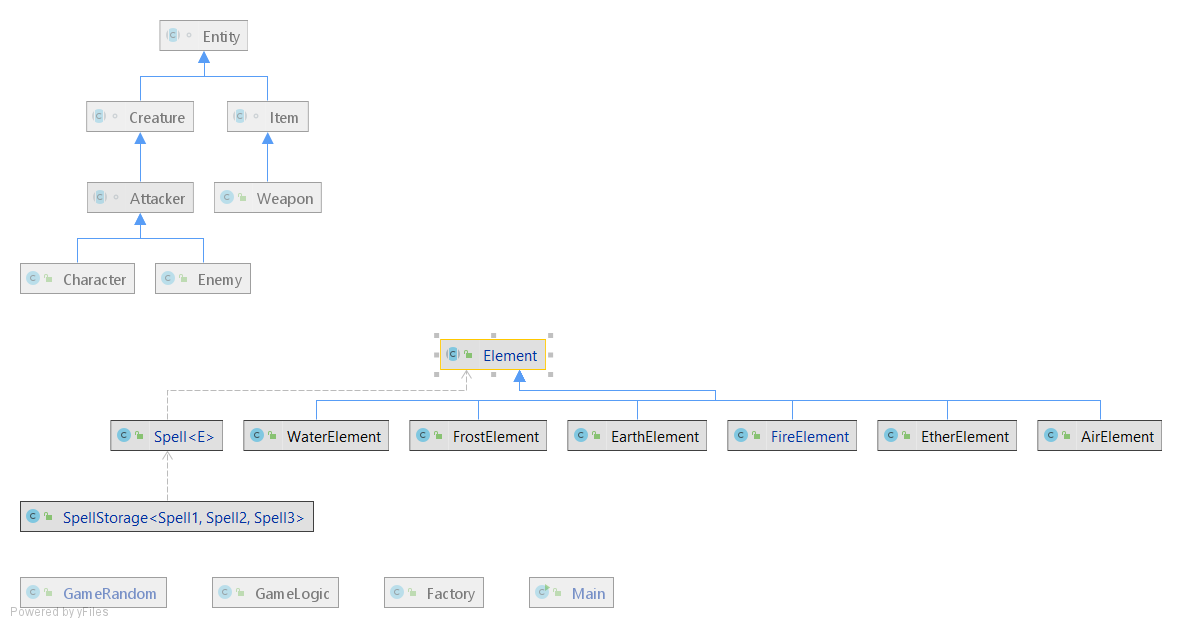 Entity
Creature
Item
Attacker
Weapon
Character
Enemy
Element
Spell<E>
WaterElement
FrostElement
EarthElement
FireElement
EtherElement
AirElement
SpellStorage<Spell1, Spell2, Spell3>
GameRandom
GameLogic
Factory
Main
Powered by yFiles